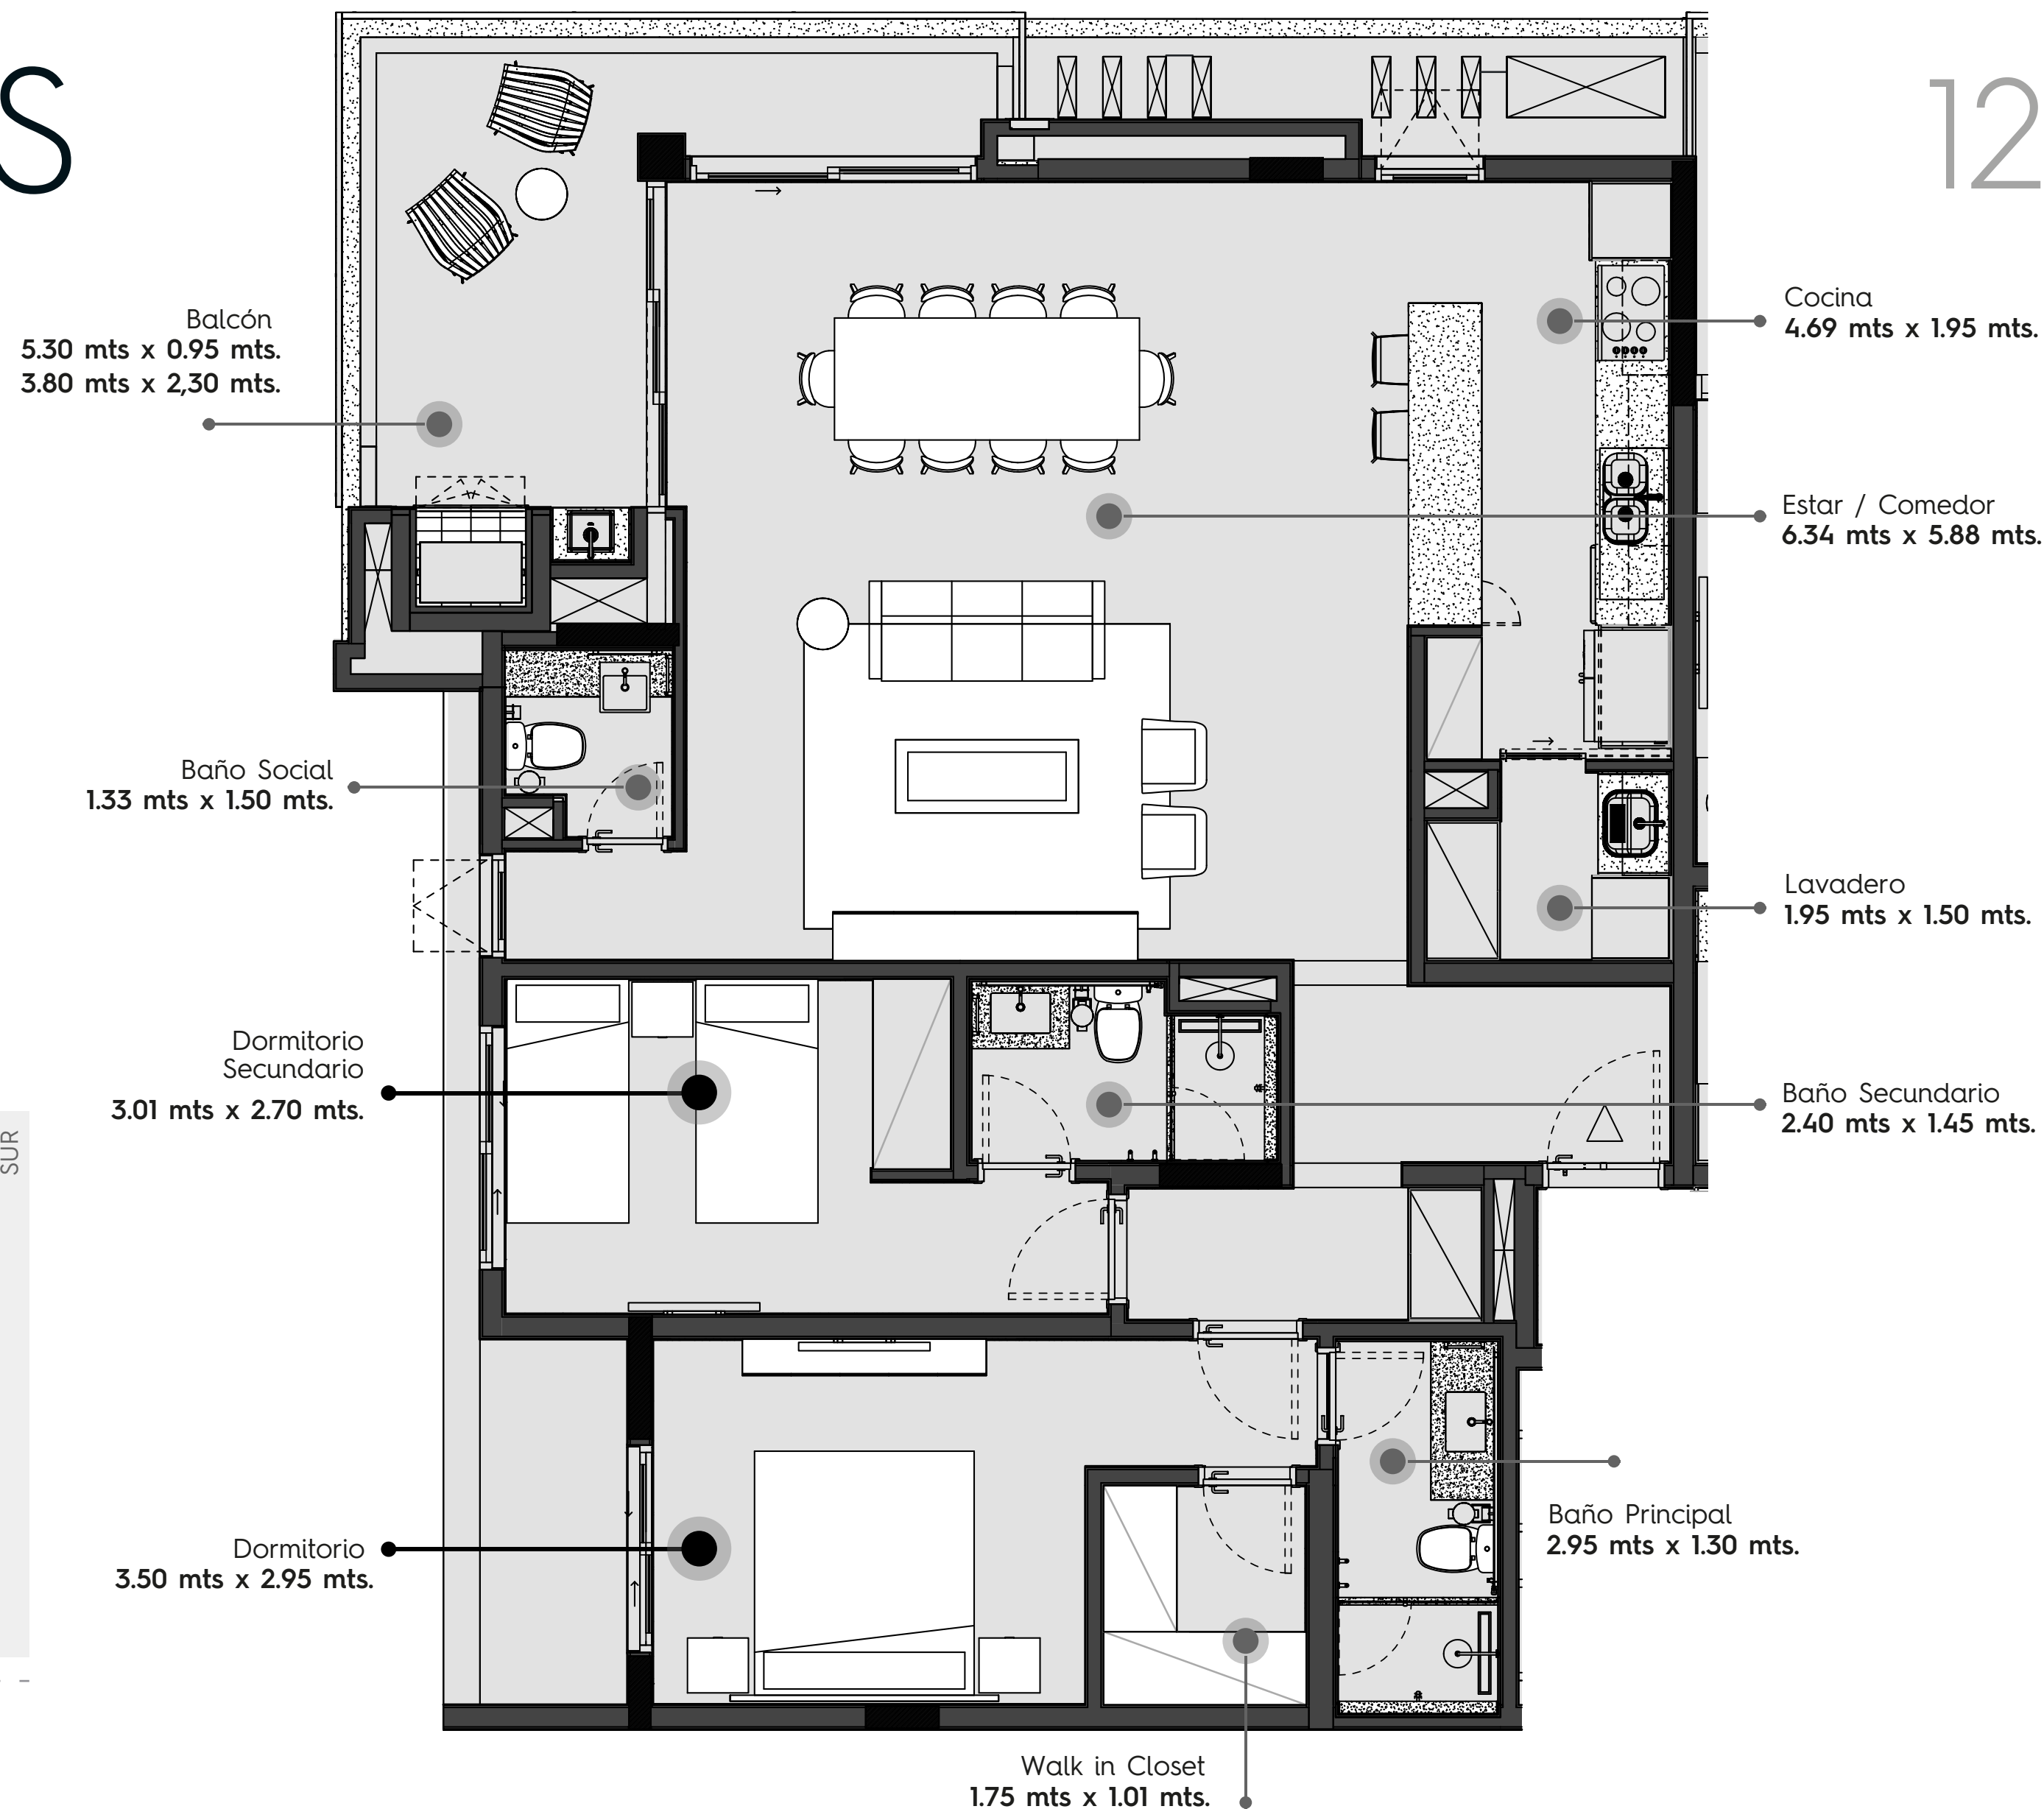 S
12
Balcón
5.30 mts x 0.95 mts.
3.80 mts x 2,30 mts.
Cocina
4.69 mts x 1.95 mts.
Estar / Comedor
6.34 mts x 5.88 mts.
Baño Social
1.33 mts x 1.50 mts.
Lavadero
1.95 mts x 1.50 mts.
Dormitorio
Secundario
3.01 mts x 2.70 mts.
Baño Secundario
2.40 mts x 1.45 mts.
SUR
Baño Principal
2.95 mts x 1.30 mts.
Dormitorio
3.50 mts x 2.95 mts.
Walk in Closet
1.75 mts x 1.01 mts.